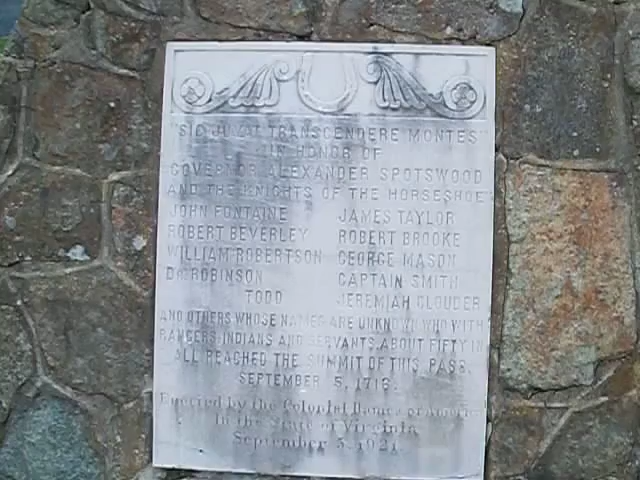 "SIC JUVAT TRANSCENDERE MONTES"
IN HONOR OF
GOVERNOR ALEXANDER SPOTSWOOD
AND THE KNIGHTS OF THE HORSESHOE"
JOHN FONTAINE JAMES TAYLOR
ROBERT BEVERLEY ROBERT BROOKE
WILLIAM ROBERTSON GEORGE MASON
DR ROBINSON CAPTAIN SMITH
TODD JEREMIAH CLOUDER
AND OTHERS WHOSE NAMES ARE UNKNOWN WHO WITH
RANGERS, INDIANS AND SERVANTS, ABOUT FIFTY IN
ALL REACHED THE SUMMIT OF THIS PASS,
SEPTEMBER 5, 1716.
Erected by the Colonial Dames of America
In the State of Virginia
September 5, 1921.